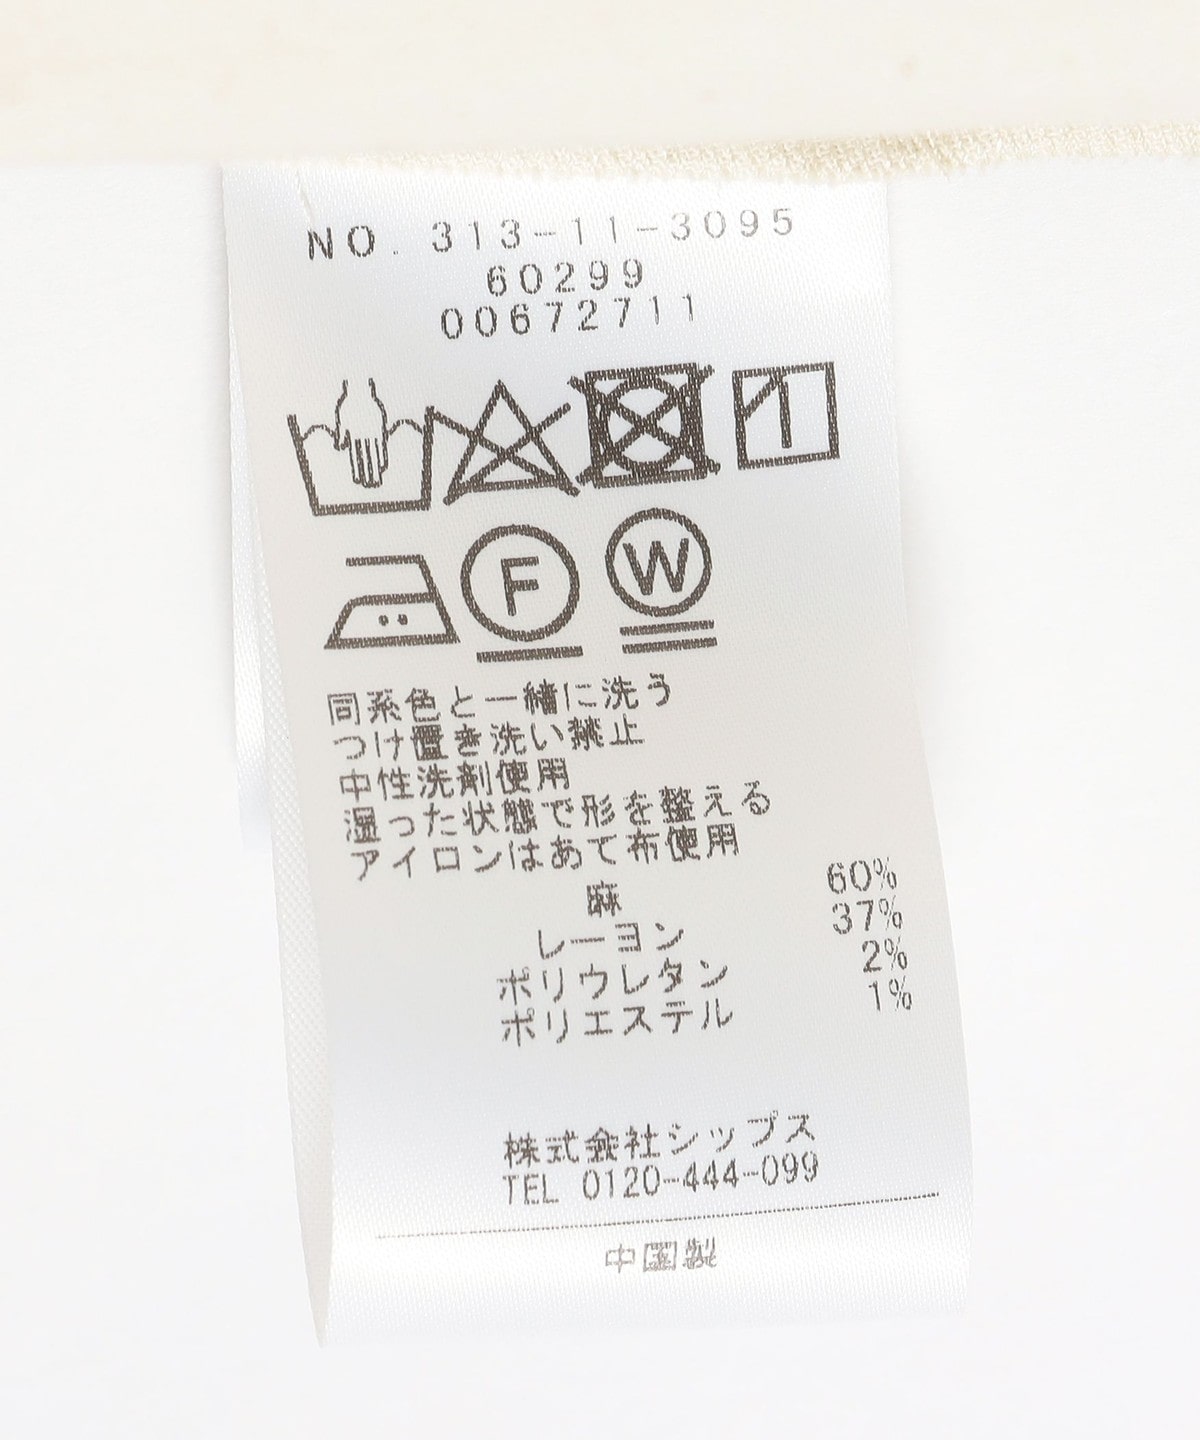 NO. 313-11-3095
60299
00672711
F W
同系色と一緒に洗う
つけ置き洗い禁止
中性洗剤使用
湿った状態で形を整える
アイロンはあて布使用
麻 60%
レーヨン 37%
ポリウレタン 2%
ポリエステル 1%
株式会社シップス
TEL 0120-444-099
中国製